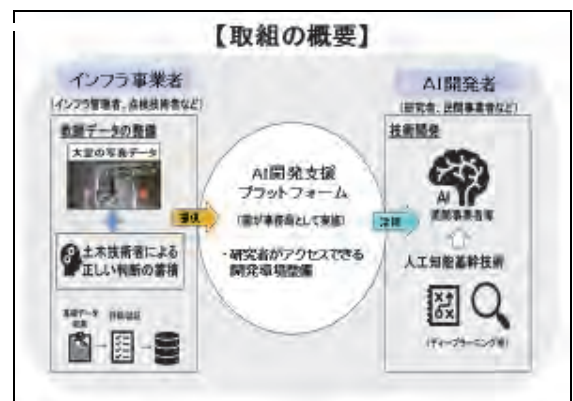 【取組の概要】
インフラ事業者
(インフラ管理者、点検技術者など)
教師データの整備
大量の写真データ
土木技術者による
正しい判断の蓄積
提供
AI開発支援
プラットフォーム
(国が事務局として実施)
・研究者がアクセスできる
開発環境整備
AI開発者
(研究者、民間事業者など)
技術開発
AI
民間事業者等
人工知能基幹技術
(ディープラーニング等)